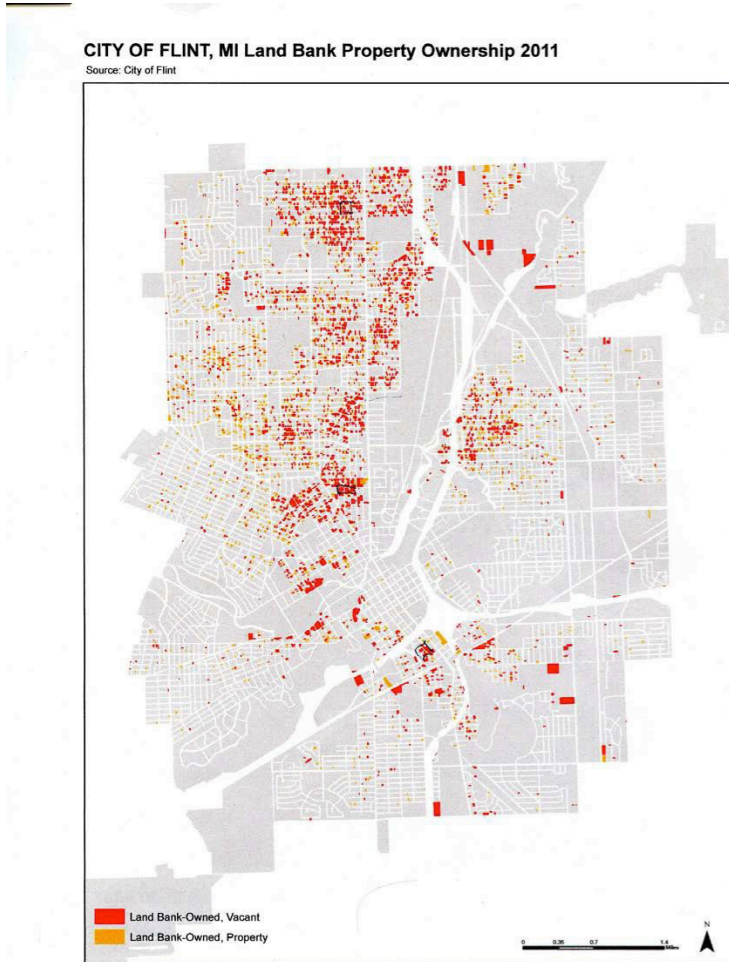 CITY OF FLINT, MI Land Bank Property Ownership 2011
Source: City of Flint
Land Bank-Owned, Vacant
Land Bank-Owned, Property
N
0 0.35 0.7 1.4